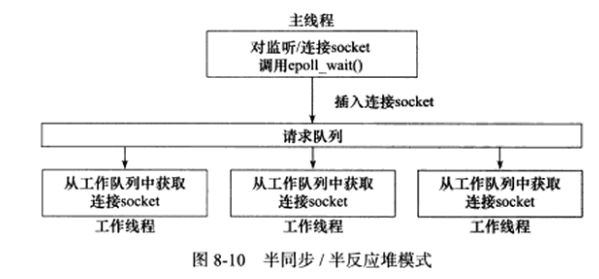 主线程
对监听/连接socket
调用epoll_wait()
插入连接socket
请求队列
从工作队列中获取
连接socket
从工作队列中获取
连接socket
从工作队列中获取
连接socket
工作线程
工作线程
工作线程
图 8-10 半同步/半反应堆模式